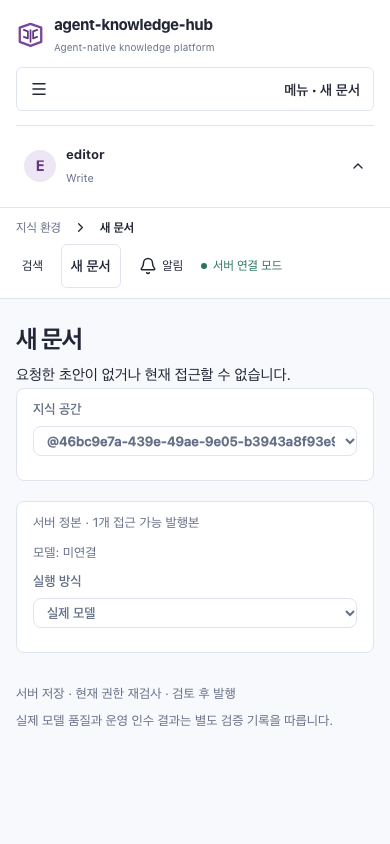 agent-knowledge-hub
Agent-native knowledge platform
메뉴 · 새 문서
E
editor
Write
지식 환경 > 새 문서
검색 새 문서 알림 서버 연결 모드
새 문서
요청한 초안이 없거나 현재 접근할 수 없습니다.
지식 공간
@46bc9e7a-439e-49ae-9e05-b3943a8f93e9
서버 정본 · 1개 접근 가능 발행본
모델: 미연결
실행 방식
실제 모델
서버 저장 · 현재 권한 재검사 · 검토 후 발행
실제 모델 품질과 운영 인수 결과는 별도 검증 기록을 따릅니다.